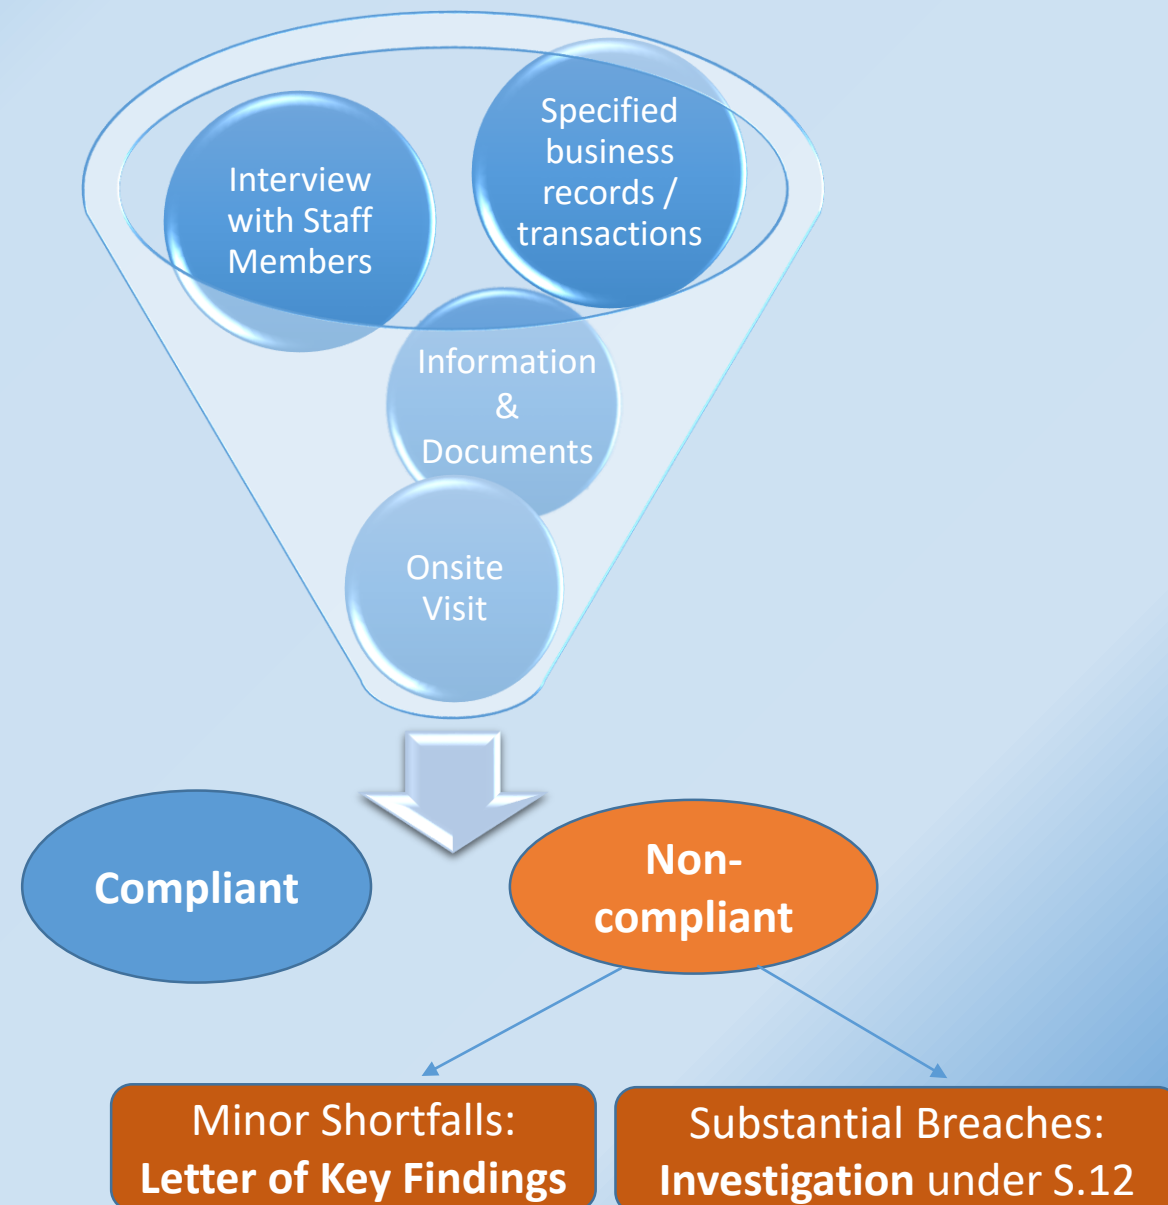 Interview
with Staff
Members
Specified
business
records /
transactions
Information
&
Documents
Onsite
Visit
Compliant
Non-
compliant
Minor Shortfalls:
Letter of Key Findings
Substantial Breaches:
Investigation under S.12